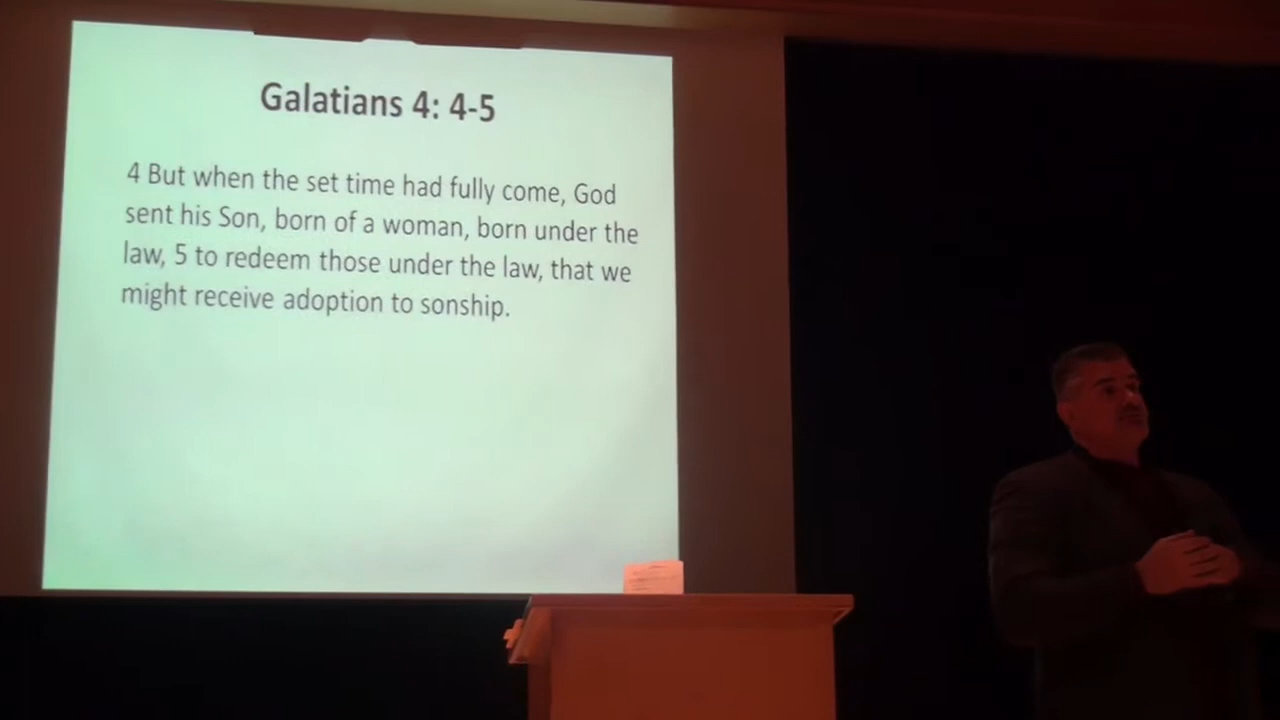 Galatians 4: 4-5
4 But when the set time had fully come, God
sent his Son, born of a woman, born under the
law, 5 to redeem those under the law, that we
might receive adoption to sonship.